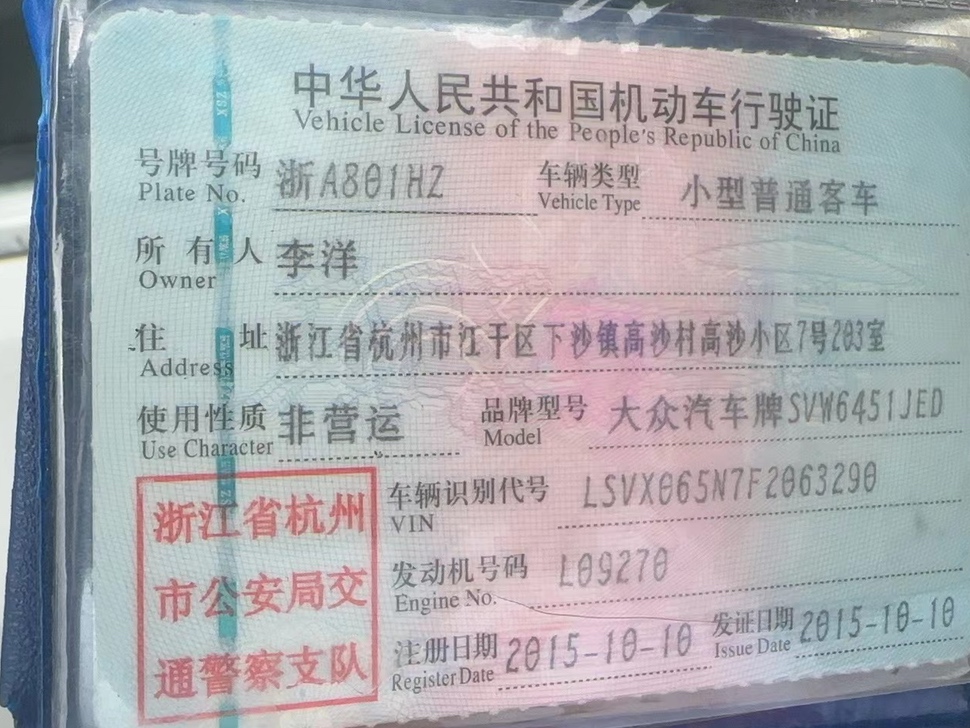 中华人民共和国机动车行驶证
Vehicle License of the People's Republic of China
号牌号码 浙A801HZ 车辆类型 小型普通客车
Plate No. Vehicle Type
所有人 李洋
Owner
住址 浙江省杭州市江干区下沙镇高沙村高沙小区7号203室
Address
使用性质 非营运 品牌型号 大众汽车牌SVW6451JED
Use Character Model
浙江省杭州
市公安局交
通警察支队
车辆识别代号 LSVX065N7F2063290
VIN
发动机号码 L09270
Engine No.
注册日期 2015-10-10 发证日期 2015-10-10
Register Date Issue Date